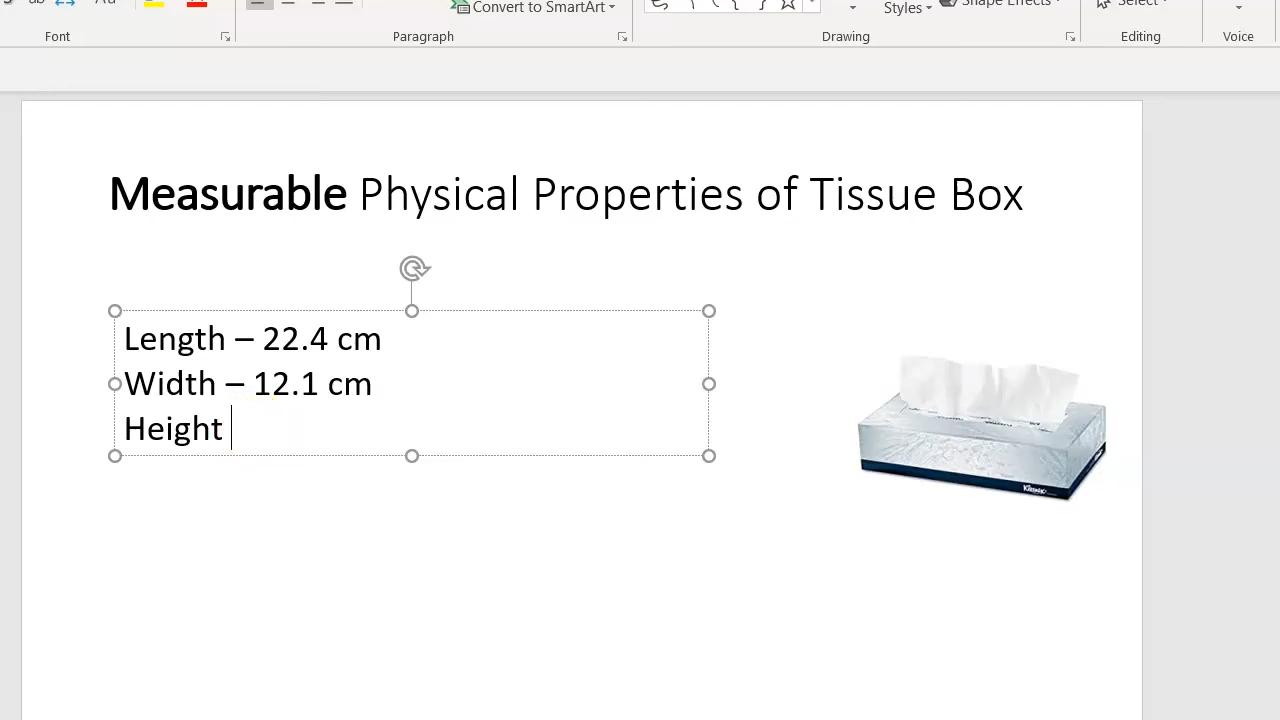 Convert to SmartArt
Shape Effects
Select
Styles
Font
Paragraph
Drawing
Editing
Voice
Measurable Physical Properties of Tissue Box
Length – 22.4 cm
Width – 12.1 cm
Height
Kleenex